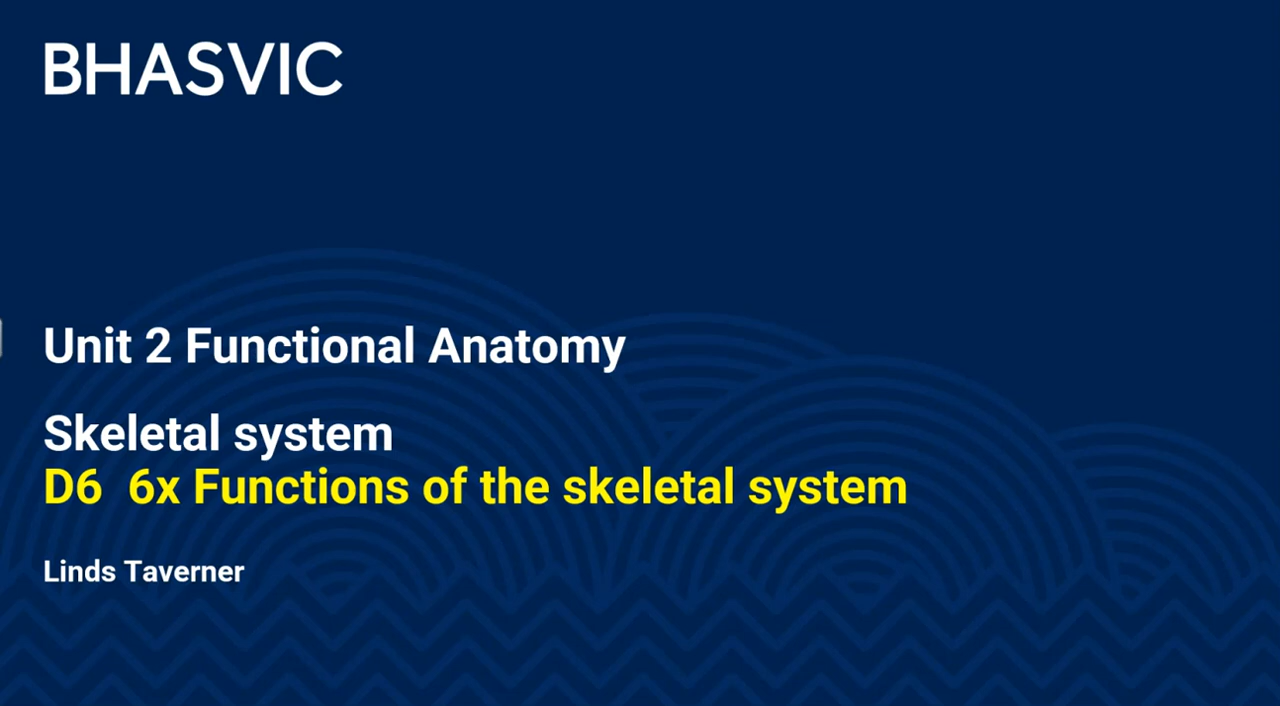 BHASVIC
Unit 2 Functional Anatomy
Skeletal system
D6 6x Functions of the skeletal system
Linds Taverner